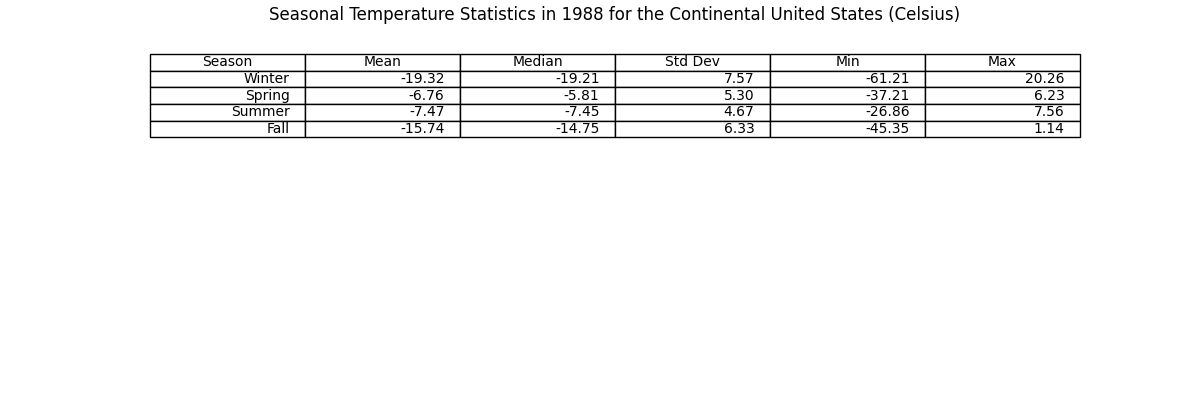 Seasonal Temperature Statistics in 1988 for the Continental United States (Celsius)
Season Mean Median Std Dev Min Max
Winter -19.32 -19.21 7.57 -61.21 20.26
Spring -6.76 -5.81 5.30 -37.21 6.23
Summer -7.47 -7.45 4.67 -26.86 7.56
Fall -15.74 -14.75 6.33 -45.35 1.14